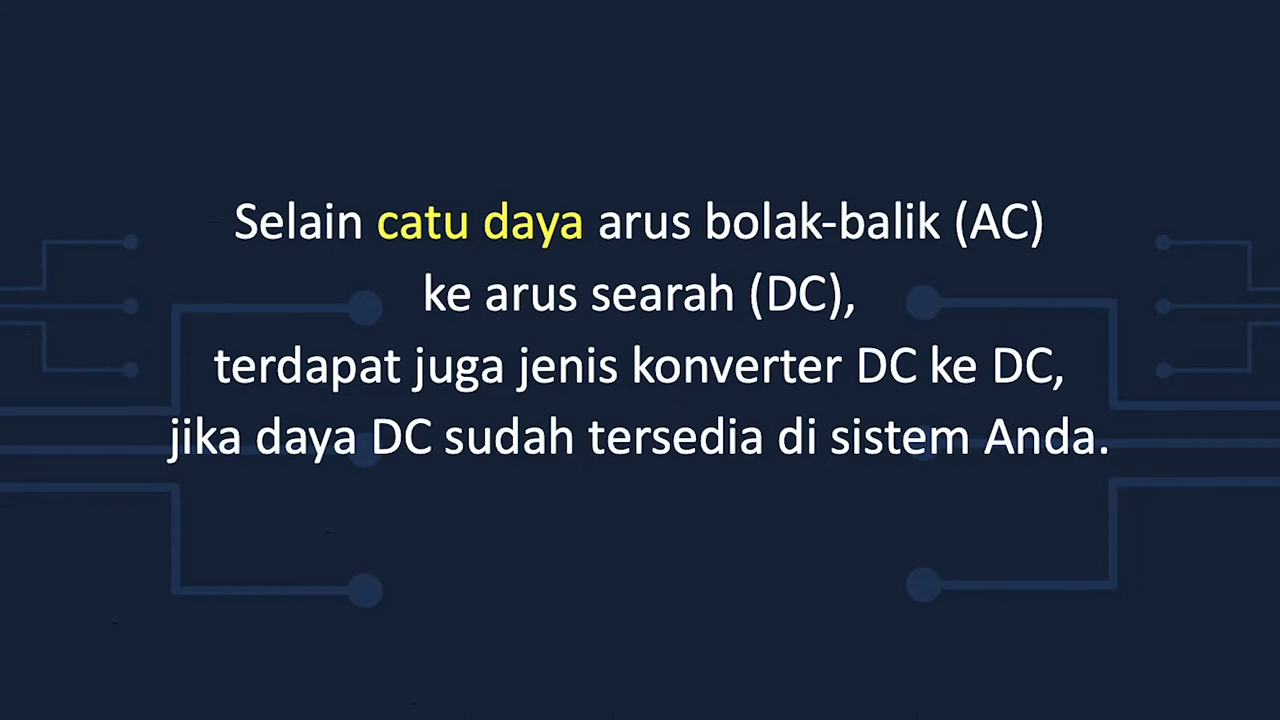 Selain catu daya arus bolak-balik (AC)
ke arus searah (DC),
terdapat juga jenis konverter DC ke DC,
jika daya DC sudah tersedia di sistem Anda.